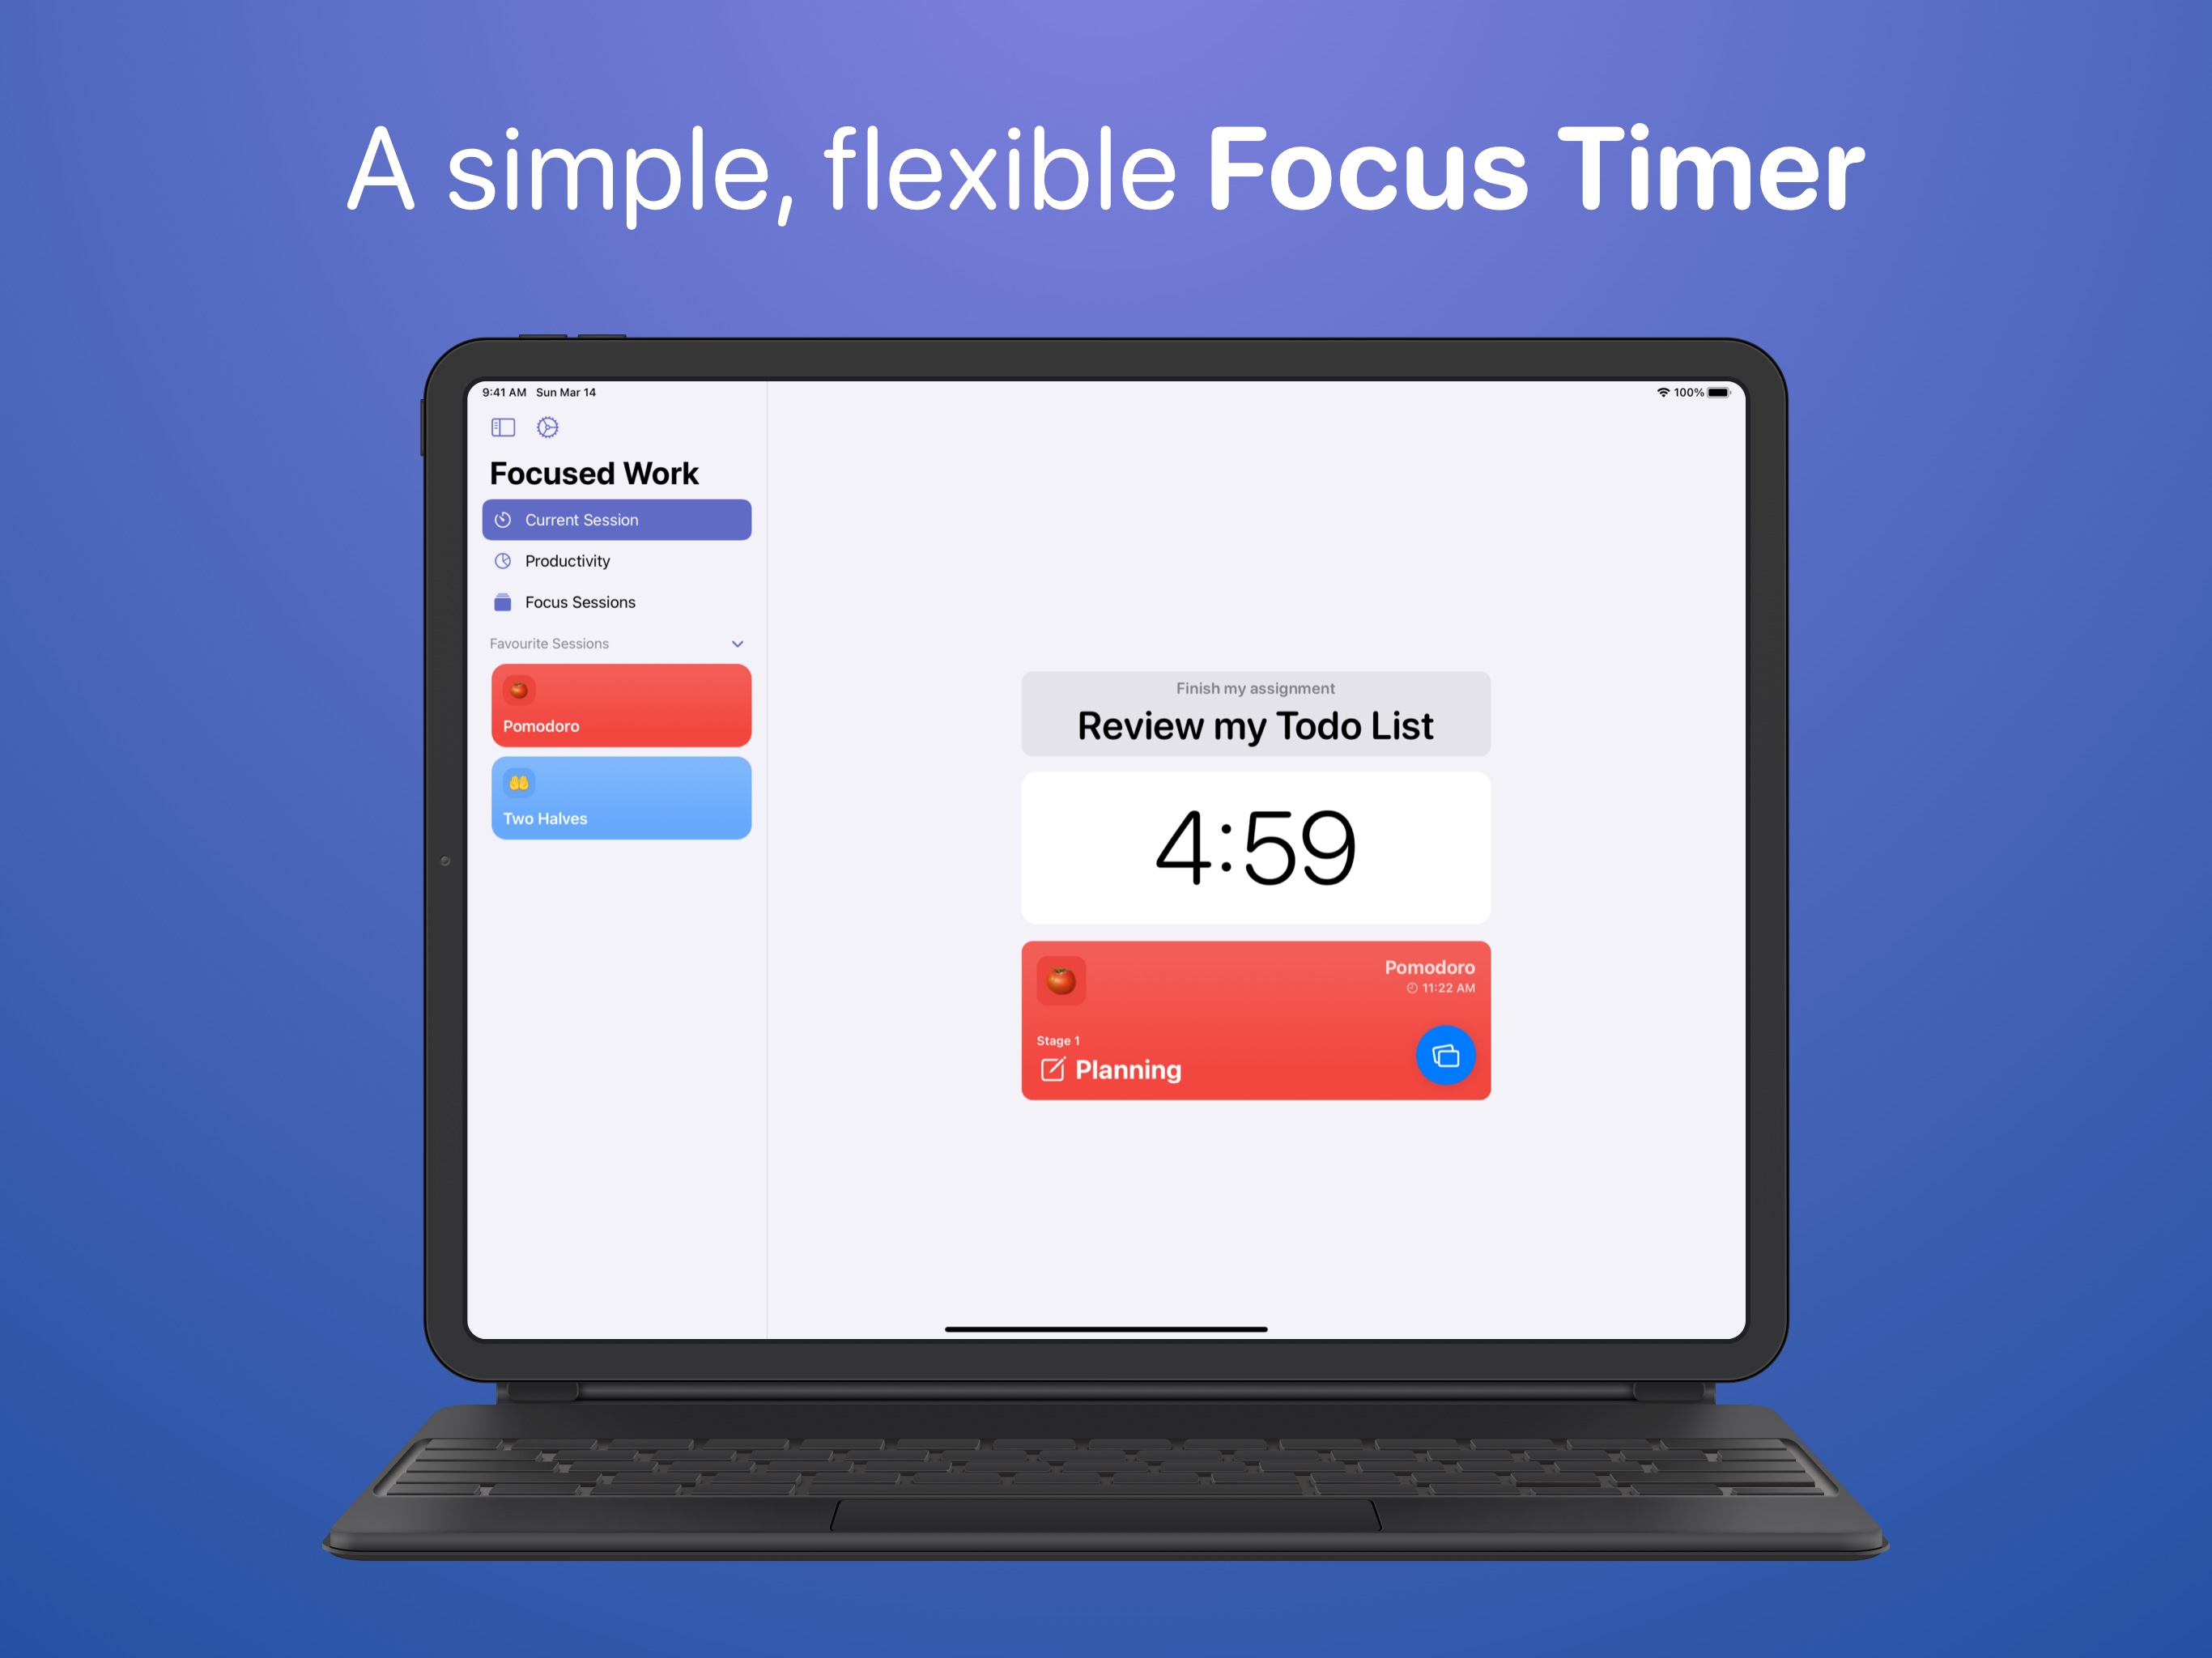 A simple, flexible Focus Timer
9:41 AM Sun Mar 14
100%
Focused Work
Current Session
Productivity
Focus Sessions
Favourite Sessions
Pomodoro
Two Halves
Finish my assignment
Review my Todo List
4:59
Pomodoro
11:22 AM
Stage 1
Planning